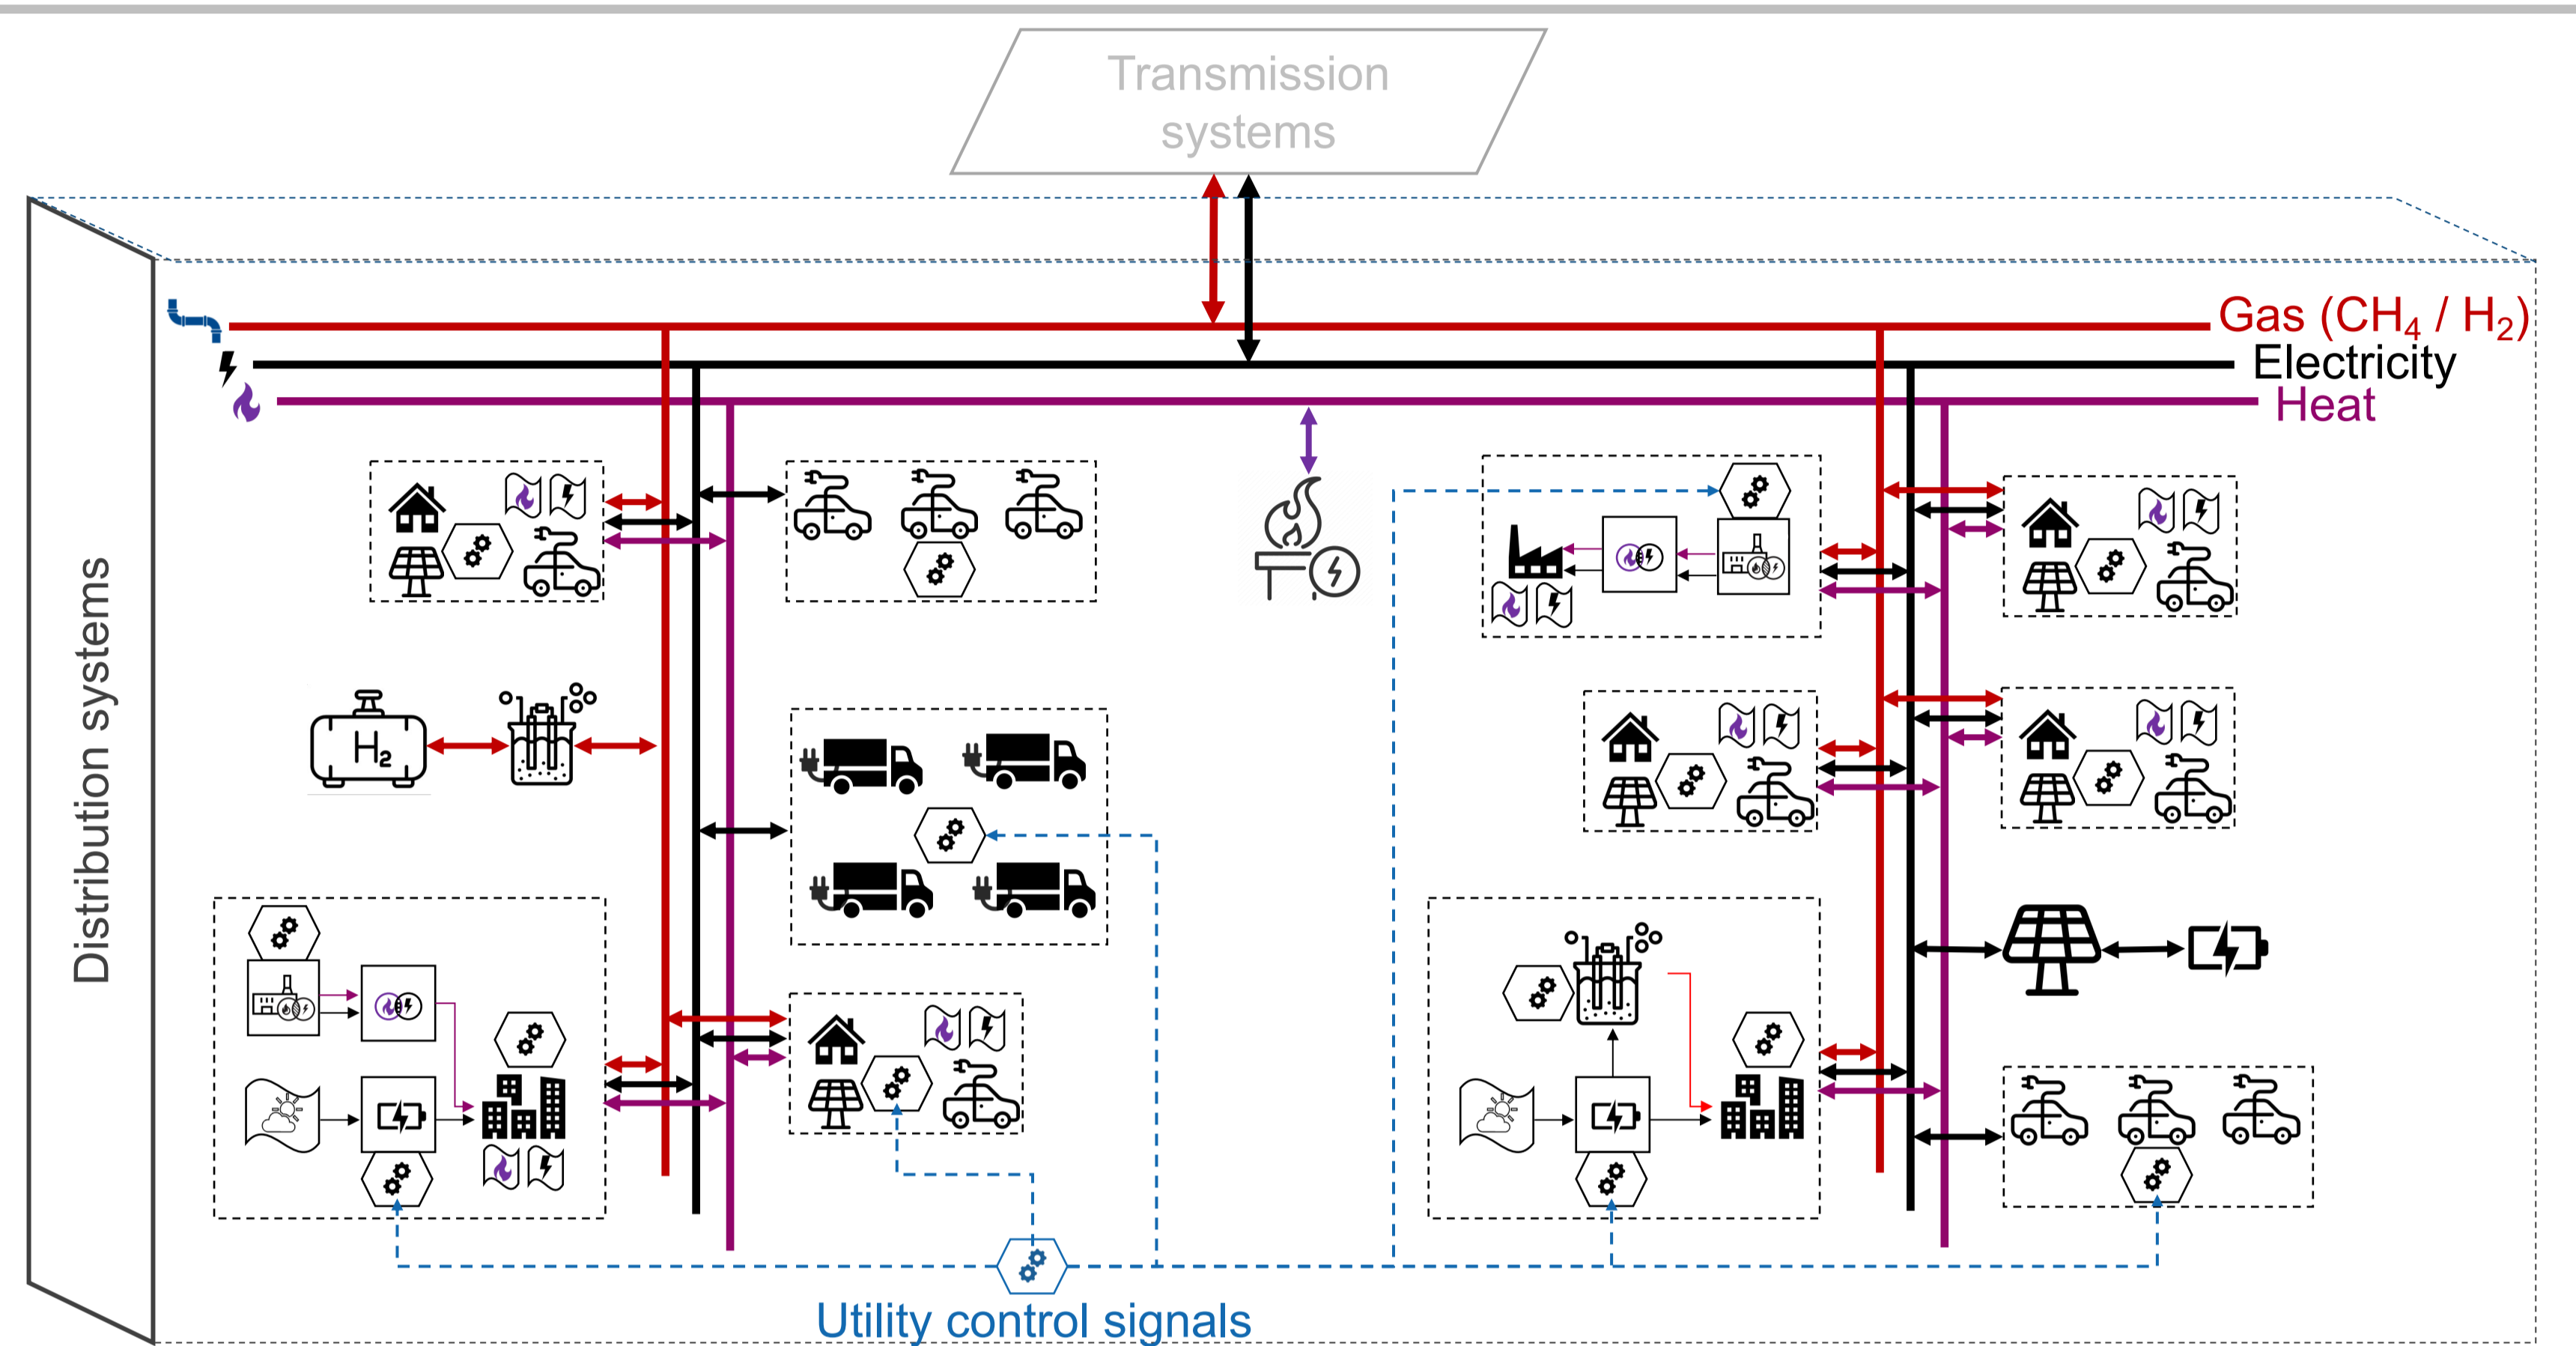 Transmission
systems
Gas (CH₄ / H₂)
Electricity
Heat
Distribution systems
H₂
Utility control signals